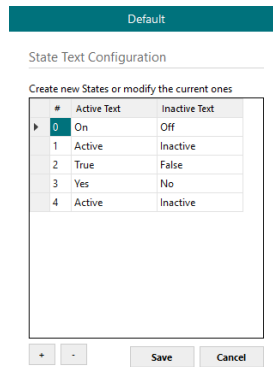 Default
State Text Configuration
Create new States or modify the current ones
# Active Text Inactive Text
0 On Off
1 Active Inactive
2 True False
3 Yes No
4 Active Inactive
+ - Save Cancel